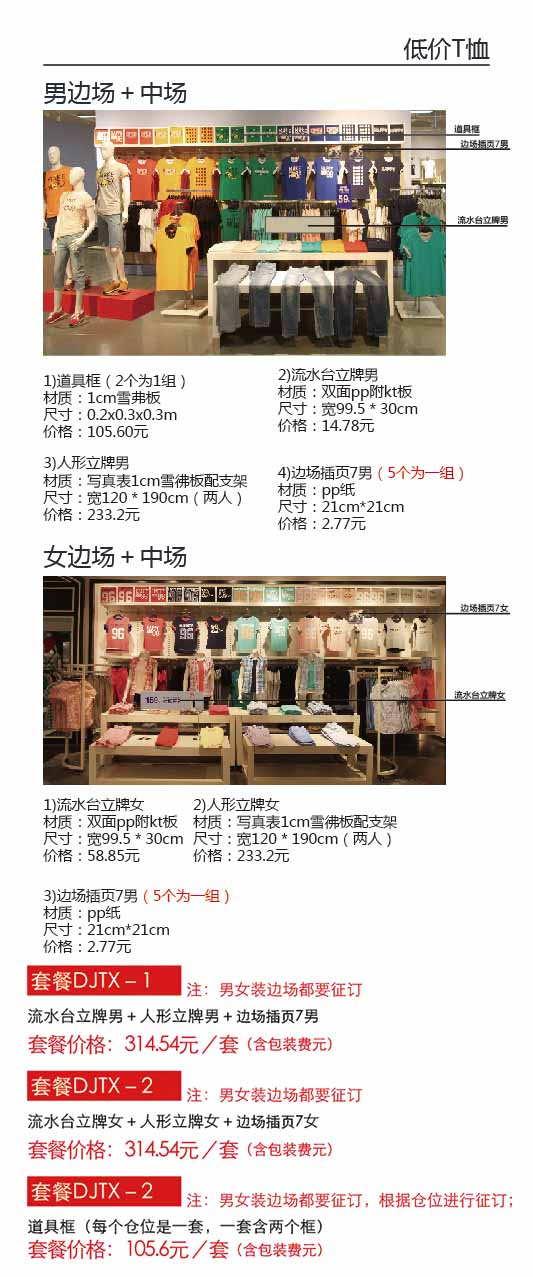 低价T恤
男边场＋中场
道具框
边场插页7男
流水台立牌男
59.
1)道具框（2个为1组）
材质：1cm雪弗板
尺寸：0.2x0.3x0.3m
价格：105.60元
2)流水台立牌男
材质：双面pp附kt板
尺寸：宽99.5＊30cm
价格：14.78元
3)人形立牌男
材质：写真表1cm雪彿板配支架
尺寸：宽120＊190cm（两人）
价格：233.2元
4)边场插页7男（5个为一组）
材质：pp纸
尺寸：21cm*21cm
价格：2.77元
女边场＋中场
边场插页7女
96 96
96
96
96
159.
流水台立牌女
1)流水台立牌女
材质：双面pp附kt板
尺寸：宽99.5＊30cm
价格：58.85元
2)人形立牌女
材质：写真表1cm雪彿板配支架
尺寸：宽120＊190cm（两人）
价格：233.2元
3)边场插页7男（5个为一组）
材质：pp纸
尺寸：21cm*21cm
价格：2.77元
套餐DJTX – 1 注：男女装边场都要征订
流水台立牌男＋人形立牌男＋边场插页7男
套餐价格：314.54元／套（含包装费元）
套餐DJTX – 2 注：男女装边场都要征订
流水台立牌女＋人形立牌女＋边场插页7女
套餐价格：314.54元／套（含包装费元）
套餐DJTX – 2 注：男女装边场都要征订，根据仓位进行征订；
道具框（每个仓位是一套，一套含两个框）
套餐价格：105.6元／套（含包装费元）